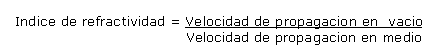 Indice de refractividad = Velocidad de propagacion en vacio
Velocidad de propagacion en medio